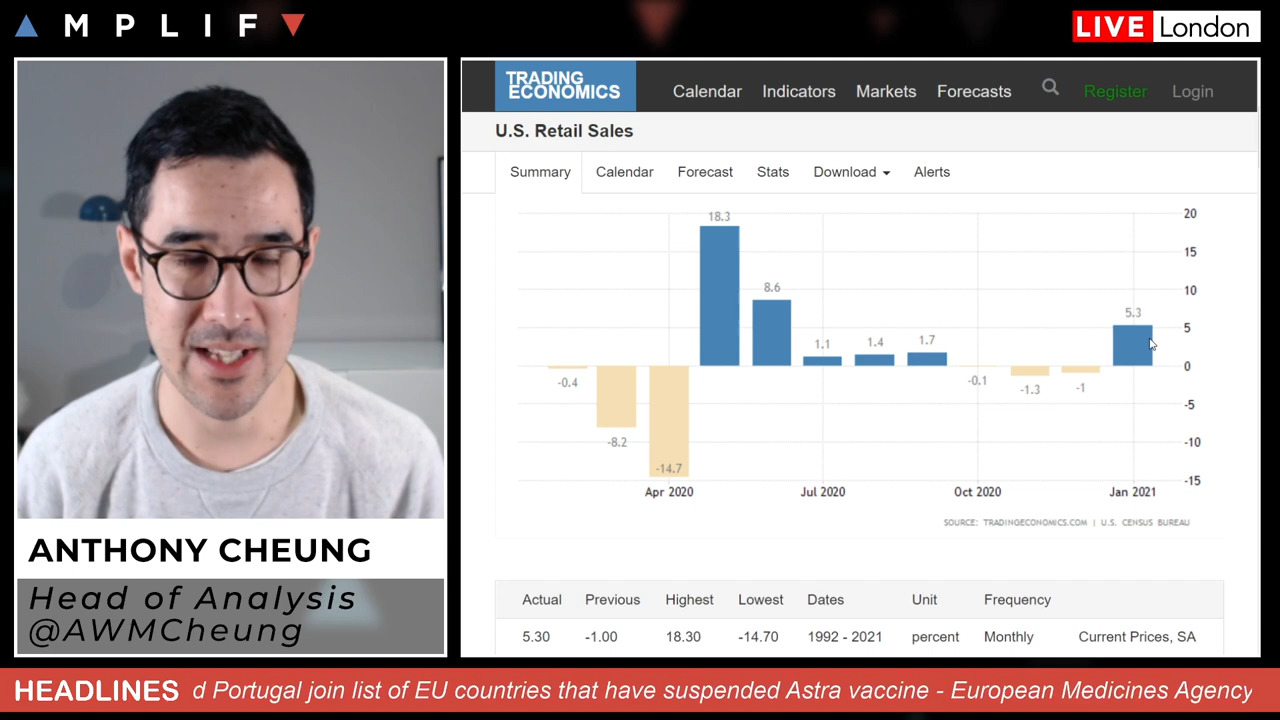 MPLIF
LIVE London
TRADING
ECONOMICS
Calendar Indicators Markets Forecasts Register Login
U.S. Retail Sales
Summary Calendar Forecast Stats Download Alerts
20
15
10
5
0
-5
-10
-15
-0.4
-8.2
-14.7
18.3
8.6
1.1
1.4
1.7
-0.1
-1.3
-1
5.3
Apr 2020 Jul 2020 Oct 2020 Jan 2021
SOURCE: TRADINGECONOMICS.COM | U.S. CENSUS BUREAU
Actual Previous Highest Lowest Dates Unit Frequency
5.30 -1.00 18.30 -14.70 1992 - 2021 percent Monthly Current Prices, SA
ANTHONY CHEUNG
Head of Analysis
@AWMCheung
HEADLINES d Portugal join list of EU countries that have suspended Astra vaccine - European Medicines Agency